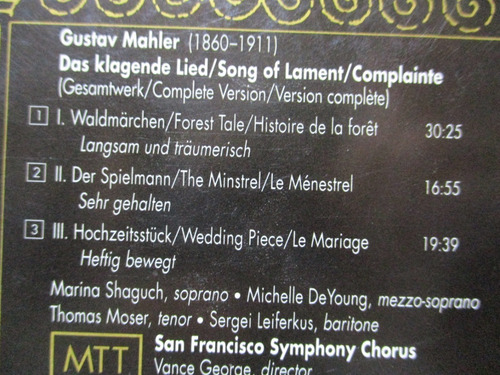 Gustav Mahler (1860–1911)
Das klagende Lied/Song of Lament/Complainte
(Gesamtwerk/Complete Version/Version complète)
1 I. Waldmärchen/Forest Tale/Histoire de la forêt 30:25
Langsam und träumerisch
2 II. Der Spielmann/The Minstrel/Le Ménestrel 16:55
Sehr gehalten
3 III. Hochzeitsstück/Wedding Piece/Le Mariage 19:39
Heftig bewegt
Marina Shaguch, soprano • Michelle DeYoung, mezzo-soprano
Thomas Moser, tenor • Sergei Leiferkus, baritone
MTT
San Francisco Symphony Chorus
Vance George, director